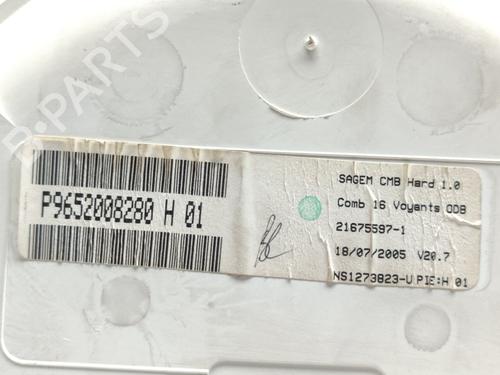 B-PARTS
P9652008280 H 01
SAGEM CMB Hard 1.0
Comb 16 Voyants ODB
21675597-1
18/07/2005 V20.7
NS1273823-U PIE:H 01